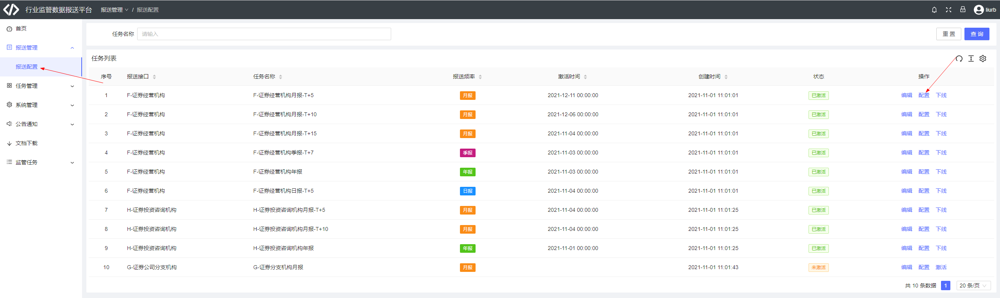 行业监管数据报送平台 报送管理 / 报送配置 liurb
首页
报送管理
报送配置
任务管理
系统管理
公告通知
文档下载
监管任务
任务名称 请输入 重置 查询
任务列表
序号 报送接口 任务名称 报送频率 激活时间 创建时间 状态 操作
1 F-证券经营机构 F-证券经营机构月报-T+5 月报 2021-12-11 00:00:00 2021-11-01 11:01:01 已激活 编辑 配置 下线
2 F-证券经营机构 F-证券经营机构月报-T+10 月报 2021-12-06 00:00:00 2021-11-01 11:01:01 已激活 编辑 配置 下线
3 F-证券经营机构 F-证券经营机构月报-T+15 月报 2021-11-04 00:00:00 2021-11-01 11:01:01 已激活 编辑 配置 下线
4 F-证券经营机构 F-证券经营机构季报-T+7 季报 2021-11-03 00:00:00 2021-11-01 11:01:01 已激活 编辑 配置 下线
5 F-证券经营机构 F-证券经营机构年报 年报 2021-11-03 00:00:00 2021-11-01 11:01:01 已激活 编辑 配置 下线
6 F-证券经营机构 F-证券经营机构日报-T+5 日报 2021-11-04 00:00:00 2021-11-01 11:01:01 已激活 编辑 配置 下线
7 H-证券投资咨询机构 H-证券投资咨询机构月报-T+5 月报 2021-11-04 00:00:00 2021-11-01 11:01:25 已激活 编辑 配置 下线
8 H-证券投资咨询机构 H-证券投资咨询机构月报-T+10 月报 2021-11-04 00:00:00 2021-11-01 11:01:25 已激活 编辑 配置 下线
9 H-证券投资咨询机构 H-证券投资咨询机构年报 年报 2021-11-01 00:00:00 2021-11-01 11:01:25 已激活 编辑 配置 下线
10 G-证券公司分支机构 G-证券分支机构月报 月报 2021-11-01 11:01:43 未激活 编辑 配置 激活
共 10 条数据 1 20 条/页